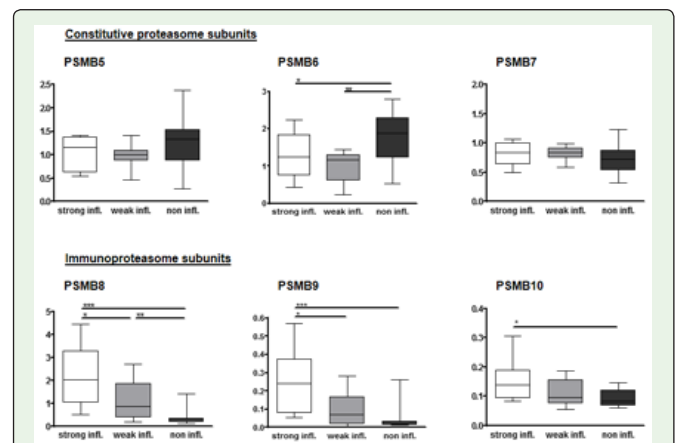 Constitutive proteasome subunits
PSMB5 PSMB6 PSMB7
2.5 2.0 1.5 1.0 0.5 0.0
strong infl. weak infl. non infl.
* **
3 2 1 0
strong infl. weak infl. non infl.
2.0 1.5 1.0 0.5 0.0
strong infl. weak infl. non infl.
Immunoproteasome subunits
PSMB8 PSMB9 PSMB10
***
* **
5 4 3 2 1 0
strong infl. weak infl. non infl.
***
*
0.6 0.5 0.4 0.3 0.2 0.1 0.0
strong infl. weak infl. non infl.
*
0.4 0.3 0.2 0.1 0.0
strong infl. weak infl. non infl.